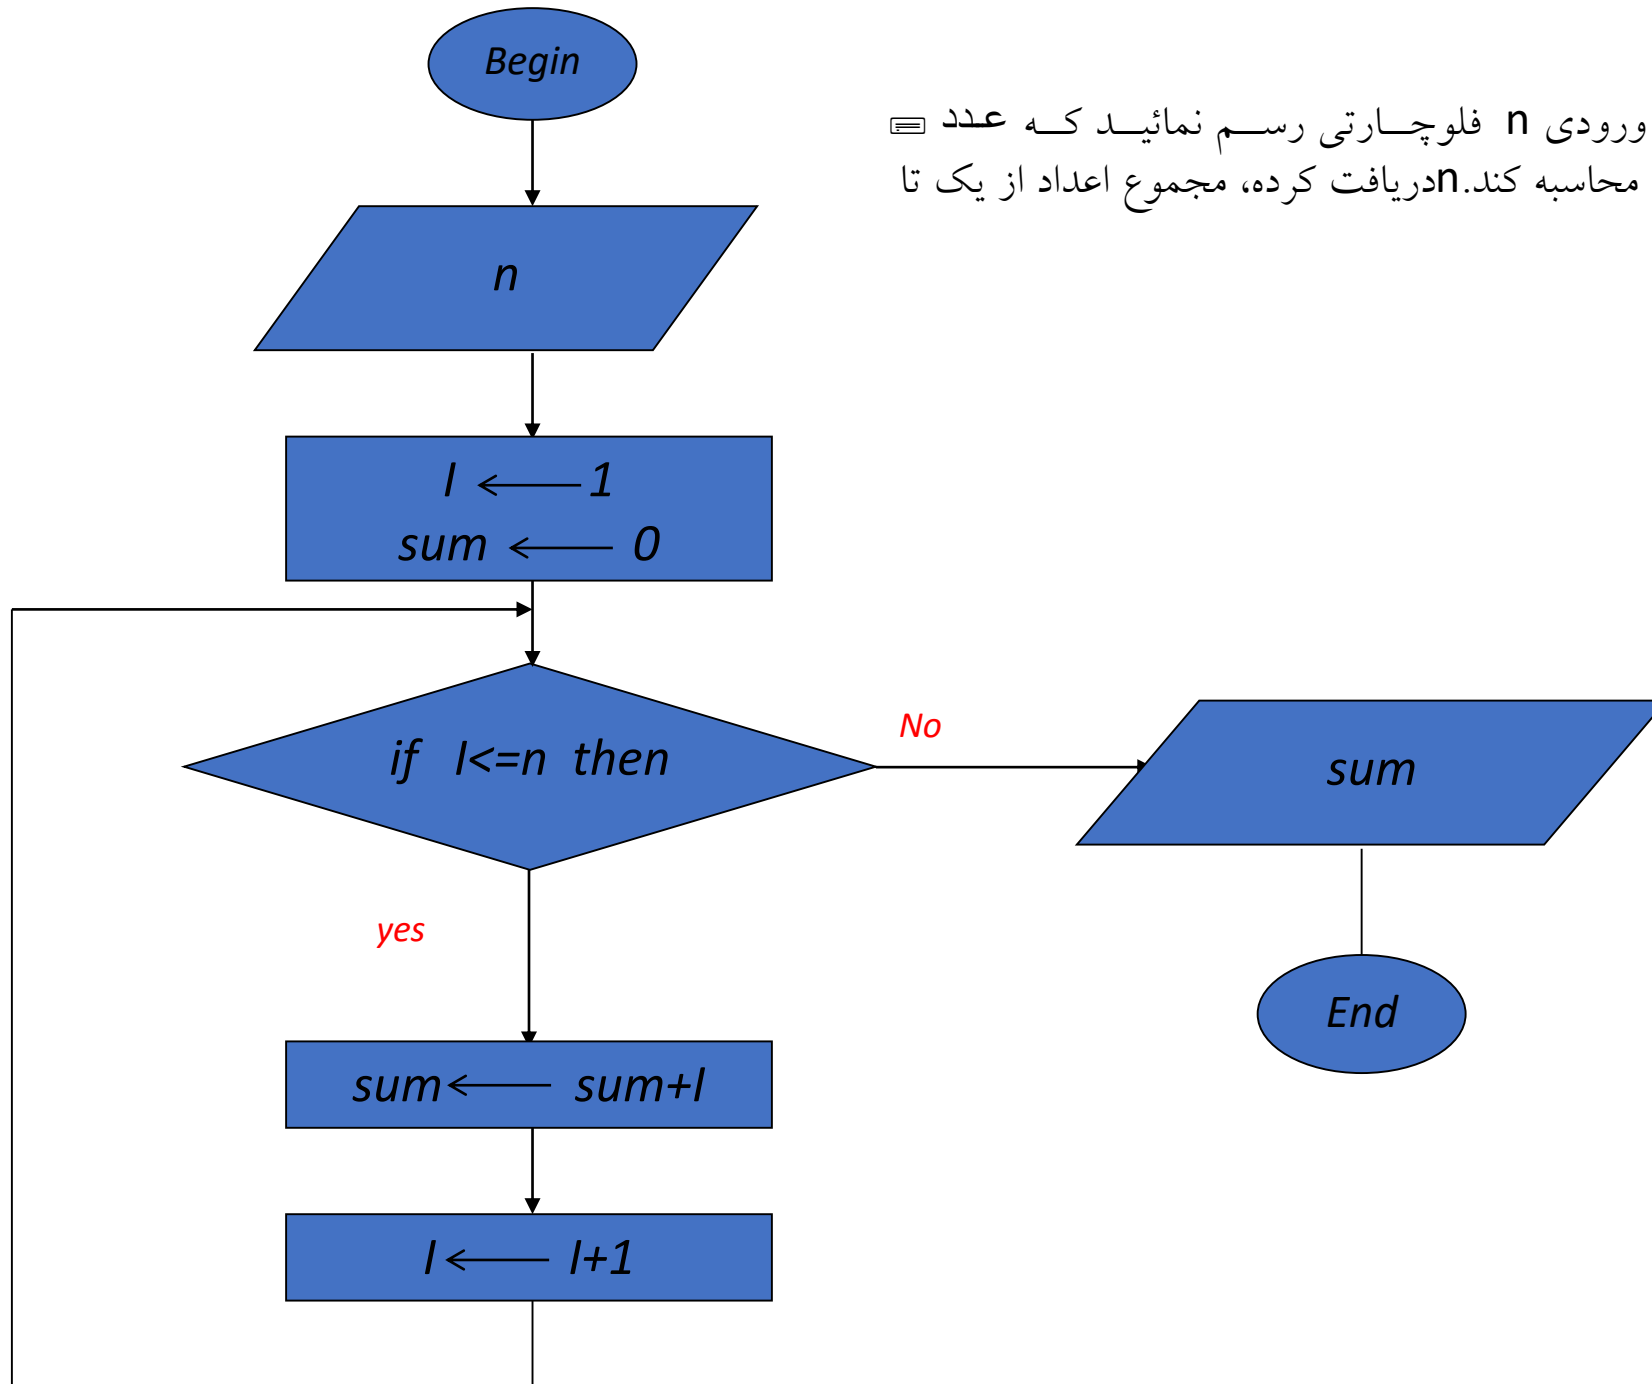 Begin
ورودی n فلوچارتی رسم نمائید که عدد
محاسبه کند.nدریافت کرده، مجموع اعداد از یک تا
n
I ← 1
sum ← 0
if I<=n then
No
sum
yes
End
sum ← sum+I
I ← I+1